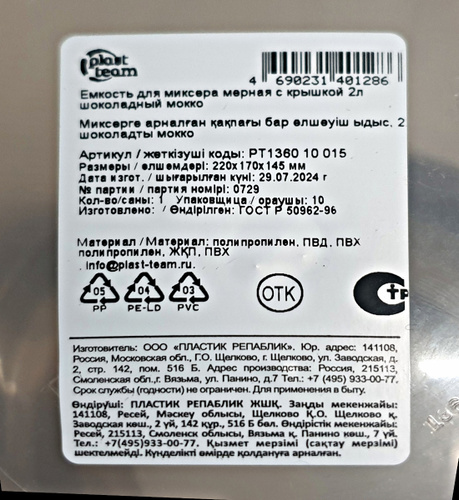 plast team
4 690231 401286
Емкость для миксера мерная с крышкой 2л
шоколадный мокко
Миксерге арналған қақпағы бар өлшеуіш ыдыс, 2
шоколадты мокко
Артикул / жеткізуші коды: PT1360 10 015
Размеры / өлшемдері: 220x170x145 мм
Дата изгот. / шығарылған күні: 29.07.2024 г
№ партии / партия нөмірі: 0729
Кол-во/саны: 1 Упаковщица / ораушы: 10
Изготовлено / Өндірілген: ГОСТ Р 50962-96
Материал / Материал: полипропилен, ПВД, ПВХ
полипропилен, ЖҚП, ПВХ
info@plast-team.ru
05 04 03
PP PE-LD PVC
ОТК
Изготовитель: ООО «ПЛАСТИК РЕПАБЛИК». Юр. адрес: 141108,
Россия, Московская обл., Г.О. Щелково, г. Щелково, ул. Заводская, д.
2, стр. 142, пом. 516 Б. Адрес производства: Россия, 215113,
Смоленская обл.,г. Вязьма, ул. Панино, д.7 Тел.: +7 (495) 933-00-77.
Срок службы (годности) не ограничен. Для применения в быту.
Өндіруші: ПЛАСТИК РЕПАБЛИК ЖШҚ. Заңды мекенжайы:
141108, Ресей, Мәскеу облысы, Щелково Қ.О. Щелково қ.
Заводская көш., 2 үй, 142 құр., 516 Б бөл. Өндірістік мекенжай:
Ресей, 215113, Смоленск облысы, Вязьма қ. Панино көш., 7 үй.
Тел.: +7(495)933-00-77. Қызмет мерзімі (сақтау мерзімі)
шектелмейді. Күнделікті өмірде қолдануға арналған.